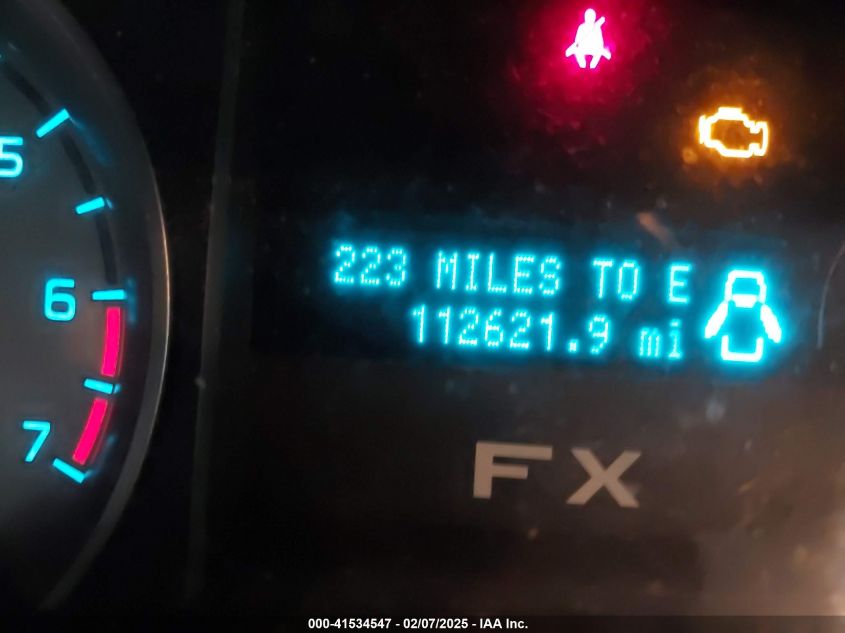 5
6
7
223 MILES TO E
112621.9 mi
FX
000-41534547 - 02/07/2025 - IAA Inc.